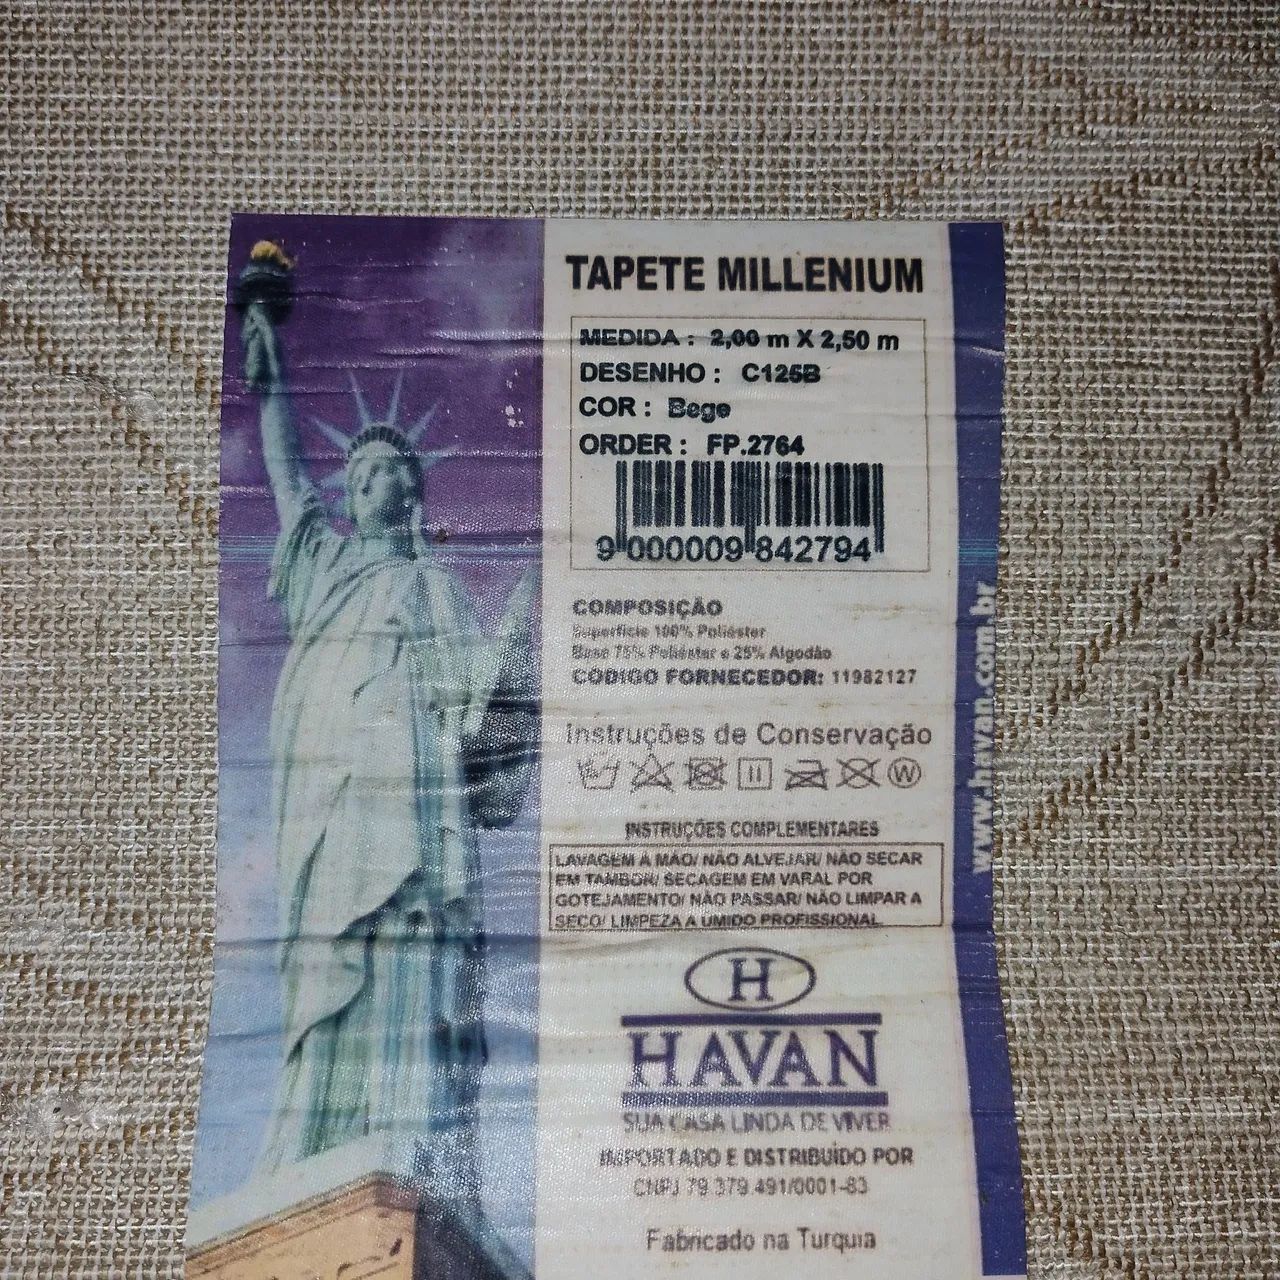 TAPETE MILLENIUM
MEDIDA : 2,00 m X 2,50 m
DESENHO : C125B
COR : Bege
ORDER : FP.2764
9 000009 842794
COMPOSIÇÃO
Superfície 100% Poliéster
Base 75% Poliéster e 25% Algodão
CÓDIGO FORNECEDOR: 11982127
Instruções de Conservação
W
INSTRUÇÕES COMPLEMENTARES
LAVAGEM À MÃO/ NÃO ALVEJAR/ NÃO SECAR
EM TAMBOR/ SECAGEM EM VARAL POR
GOTEJAMENTO/ NÃO PASSAR/ NÃO LIMPAR A
SECO/ LIMPEZA A ÚMIDO PROFISSIONAL
H
HAVAN
SUA CASA LINDA DE VIVER
IMPORTADO E DISTRIBUÍDO POR
CNPJ 79.379.491/0001-83
Fabricado na Turquia
www.havan.com.br